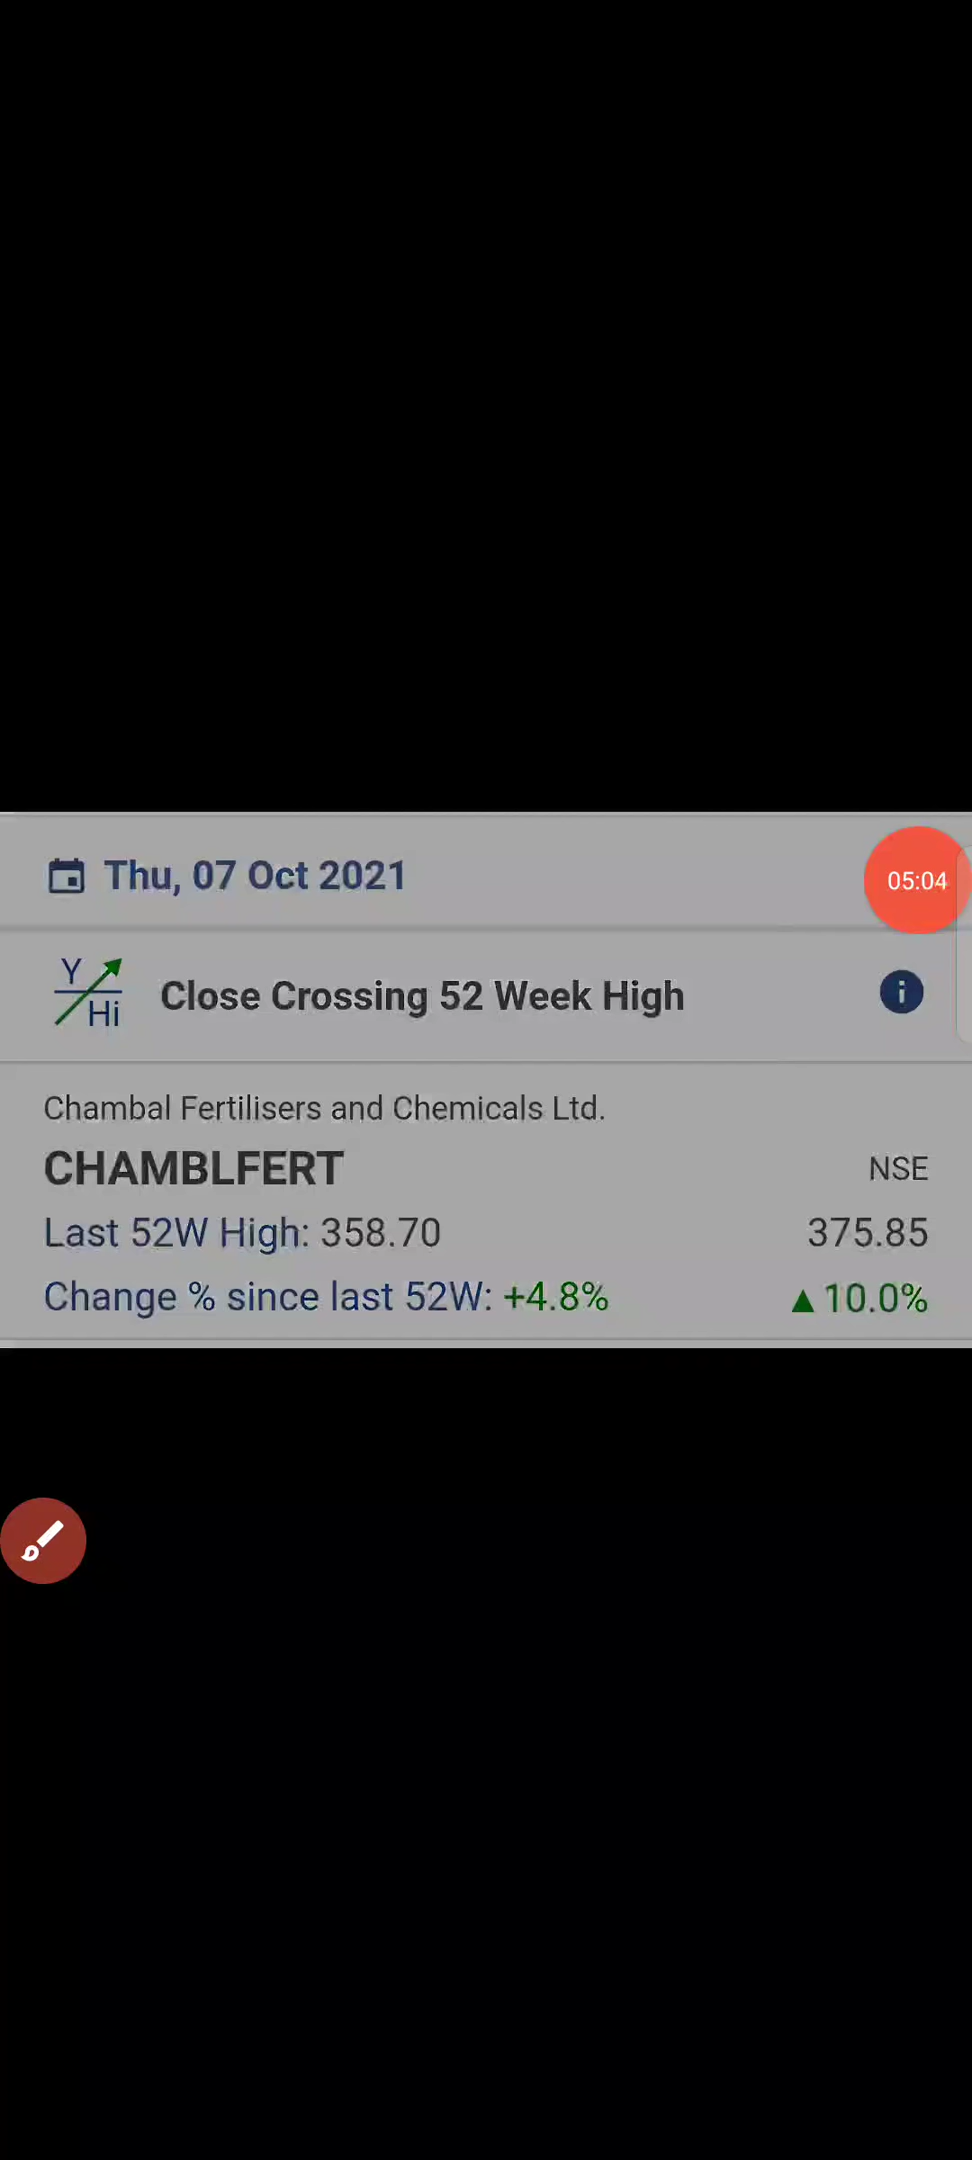 Thu, 07 Oct 2021
05:04
Y
Hi
Close Crossing 52 Week High
i
Chambal Fertilisers and Chemicals Ltd.
CHAMBLFERT NSE
Last 52W High: 358.70 375.85
Change % since last 52W: +4.8% ▲ 10.0%